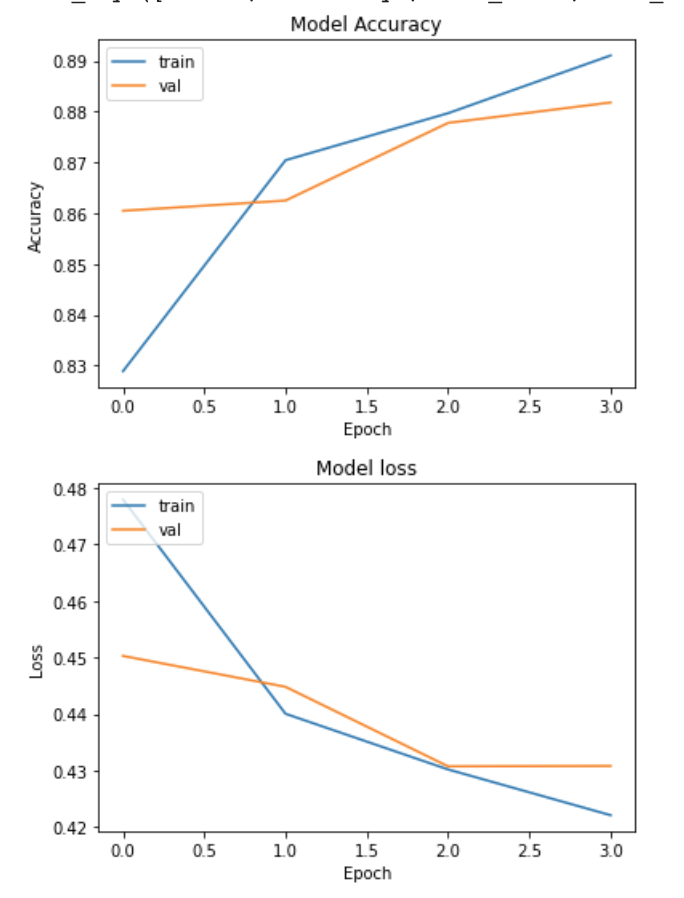 Model Accuracy
train
val
0.89
0.88
0.87
0.86
0.85
0.84
0.83
Accuracy
0.0 0.5 1.0 1.5 2.0 2.5 3.0
Epoch
Model loss
train
val
0.48
0.47
0.46
0.45
0.44
0.43
0.42
Loss
0.0 0.5 1.0 1.5 2.0 2.5 3.0
Epoch